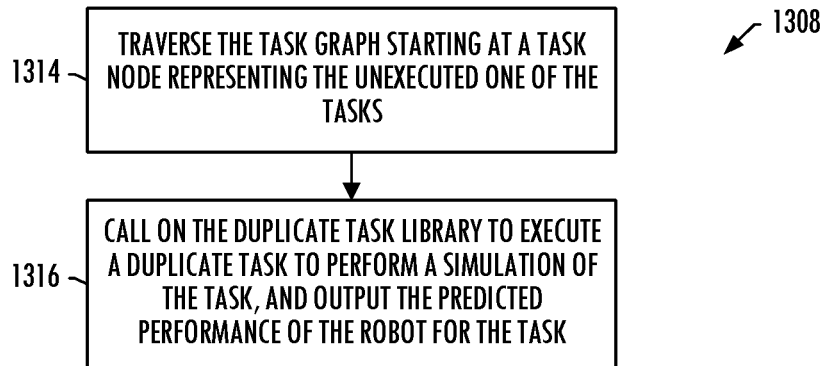 1308
1314
TRAVERSE THE TASK GRAPH STARTING AT A TASK
NODE REPRESENTING THE UNEXECUTED ONE OF THE
TASKS
1316
CALL ON THE DUPLICATE TASK LIBRARY TO EXECUTE
A DUPLICATE TASK TO PERFORM A SIMULATION OF
THE TASK, AND OUTPUT THE PREDICTED
PERFORMANCE OF THE ROBOT FOR THE TASK